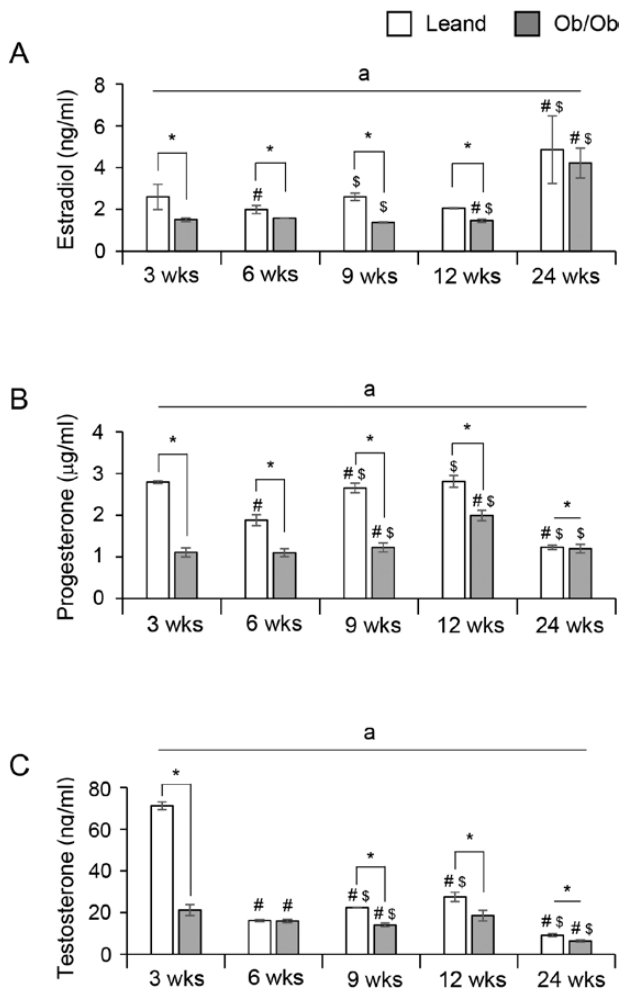 Leand Ob/Ob
A
a
Estradiol (ng/ml)
8
6
4
2
0
* * * *
# $ $ # $ # $ # $
3 wks 6 wks 9 wks 12 wks 24 wks
B
a
Progesterone (µg/ml)
4
3
2
1
0
* * * * *
# # $ # $ $ # $ # $ $
3 wks 6 wks 9 wks 12 wks 24 wks
C
a
Testosterone (ng/ml)
80
60
40
20
0
* * * *
# # # $ # $ # $ # $ # $
3 wks 6 wks 9 wks 12 wks 24 wks